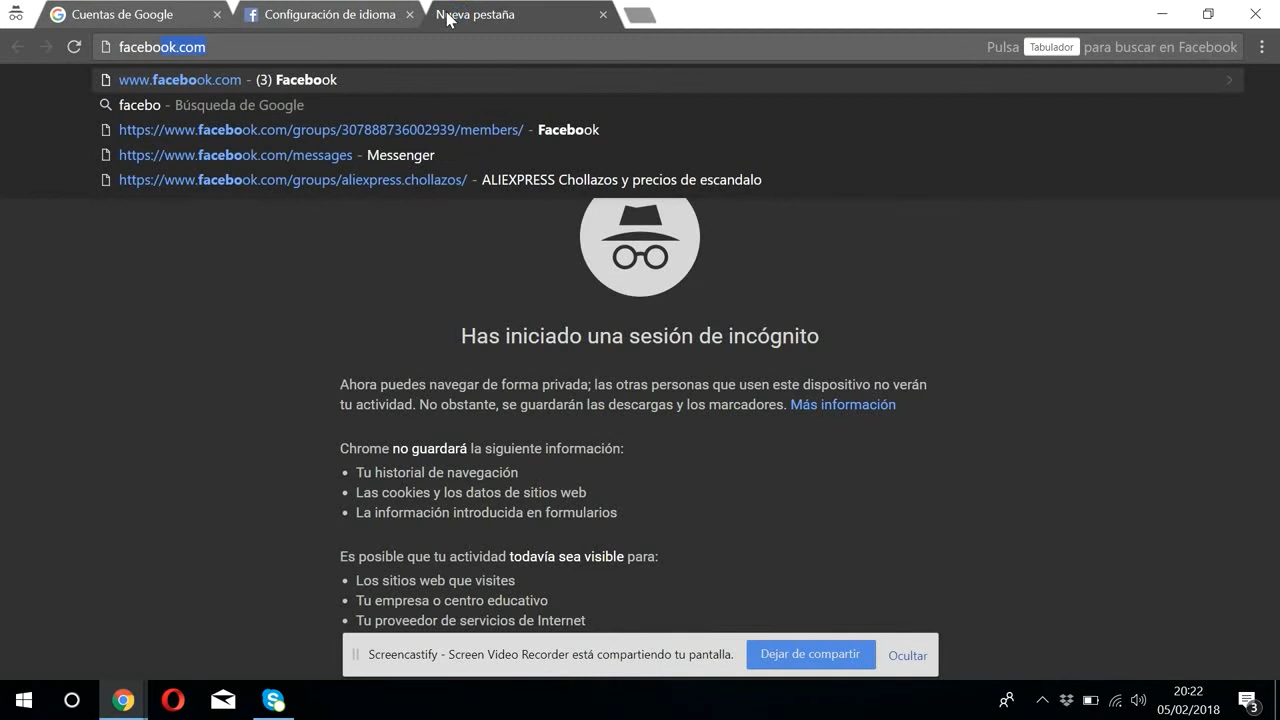 Cuentas de Google
Configuración de idioma
Nueva pestaña
facebook.com
Pulsa Tabulador para buscar en Facebook
www.facebook.com - (3) Facebook
facebo - Búsqueda de Google
https://www.facebook.com/groups/307888736002939/members/ - Facebook
https://www.facebook.com/messages - Messenger
https://www.facebook.com/groups/aliexpress.chollazos/ - ALIEXPRESS Chollazos y precios de escandalo
Has iniciado una sesión de incógnito
Ahora puedes navegar de forma privada; las otras personas que usen este dispositivo no verán
tu actividad. No obstante, se guardarán las descargas y los marcadores. Más información
Chrome no guardará la siguiente información:
• Tu historial de navegación
• Las cookies y los datos de sitios web
• La información introducida en formularios
Es posible que tu actividad todavía sea visible para:
• Los sitios web que visites
• Tu empresa o centro educativo
• Tu proveedor de servicios de Internet
Screencastify - Screen Video Recorder está compartiendo tu pantalla.
Dejar de compartir
Ocultar
20:22
05/02/2018
3